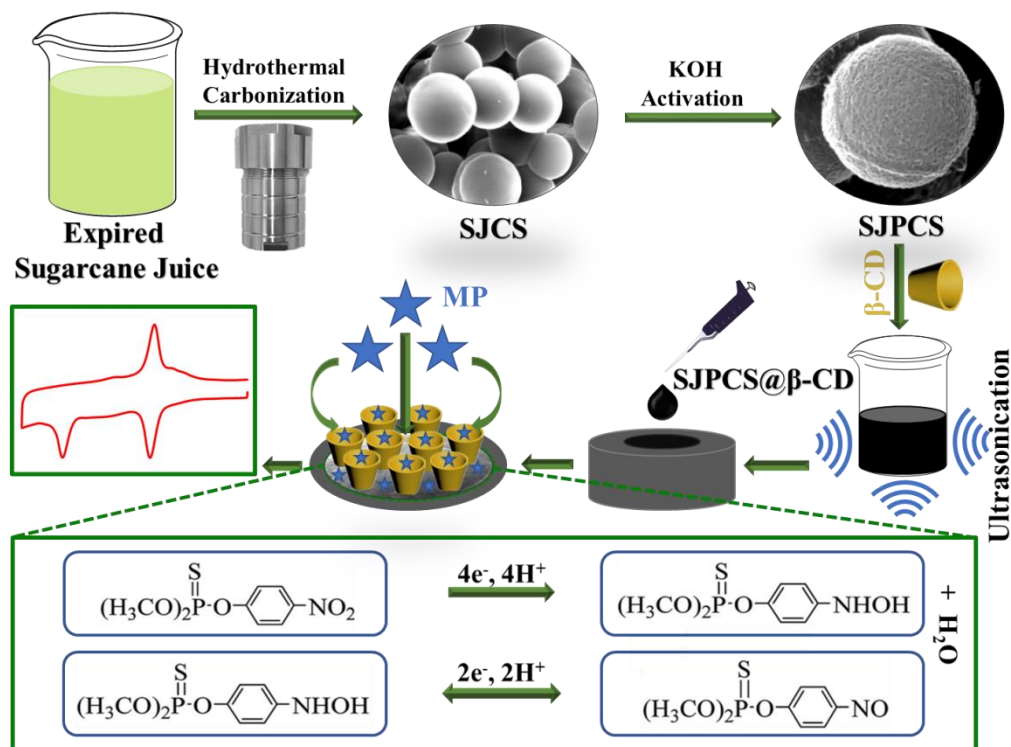 Hydrothermal
Carbonization
KOH
Activation
Expired
Sugarcane Juice
SJCS
SJPCS
β-CD
MP
SJPCS@β-CD
Ultrasonication
S
(H₃CO)₂P-O-NO₂
4e⁻, 4H⁺
S
(H₃CO)₂P-O-NHOH
+ H₂O
S
(H₃CO)₂P-O-NHOH
2e⁻, 2H⁺
S
(H₃CO)₂P-O-NO